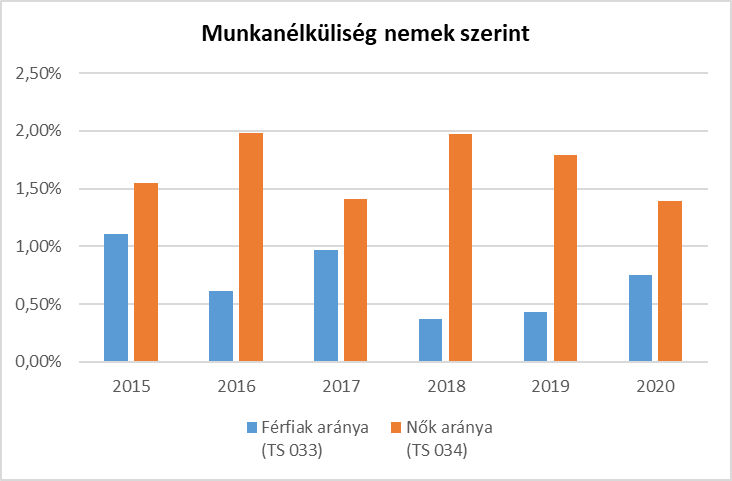 Munkanélküliség nemek szerint
2,50%
2,00%
1,50%
1,00%
0,50%
0,00%
2015 2016 2017 2018 2019 2020
Férfiak aránya Nők aránya
(TS 033) (TS 034)